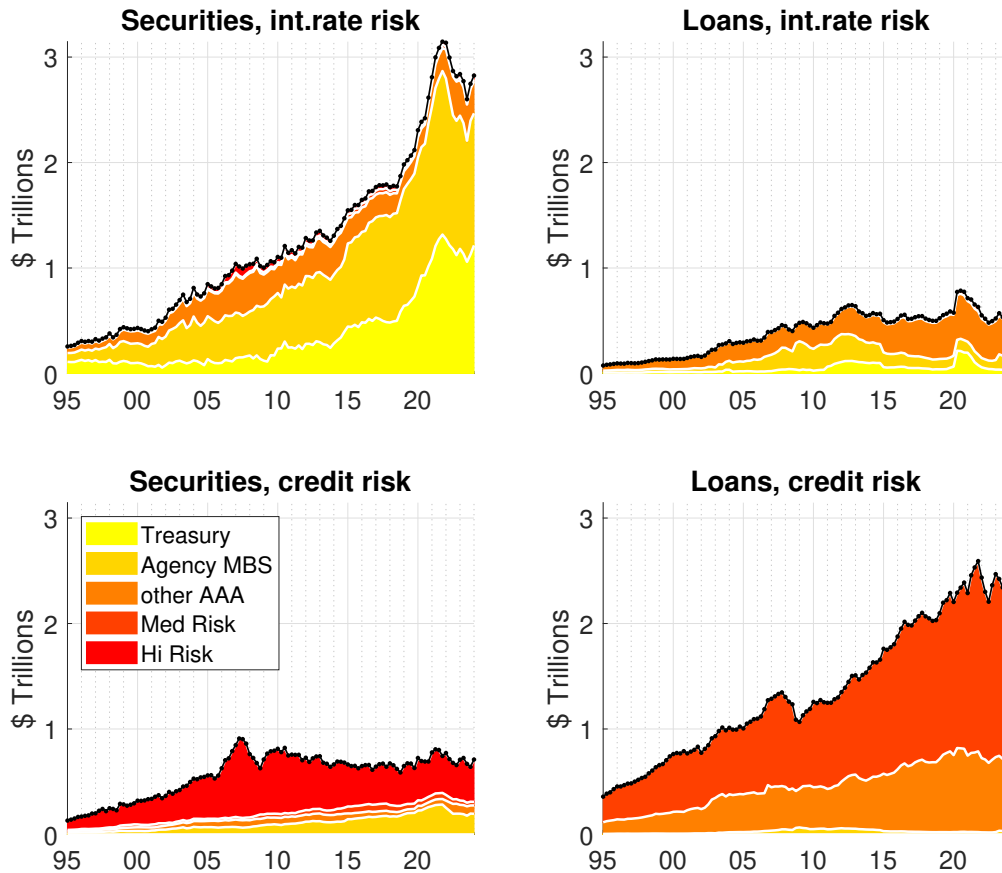 Securities, int.rate risk
$ Trillions
3
2
1
0
95 00 05 10 15 20
Loans, int.rate risk
$ Trillions
3
2
1
0
95 00 05 10 15 20
Securities, credit risk
$ Trillions
3
2
1
0
Treasury
Agency MBS
other AAA
Med Risk
Hi Risk
95 00 05 10 15 20
Loans, credit risk
$ Trillions
3
2
1
0
95 00 05 10 15 20